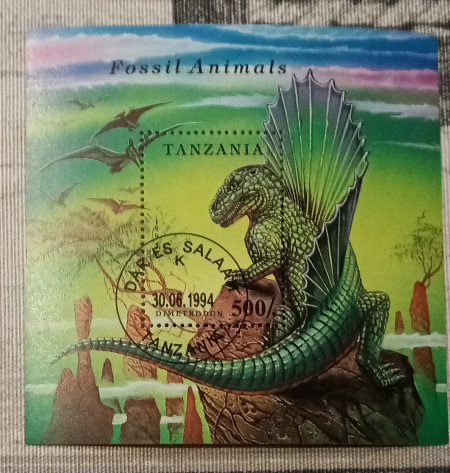 Fossil Animals
TANZANIA
DAR ES SALAAM
K
30.06.1994
DIMETRODON 500/-
TANZANIA